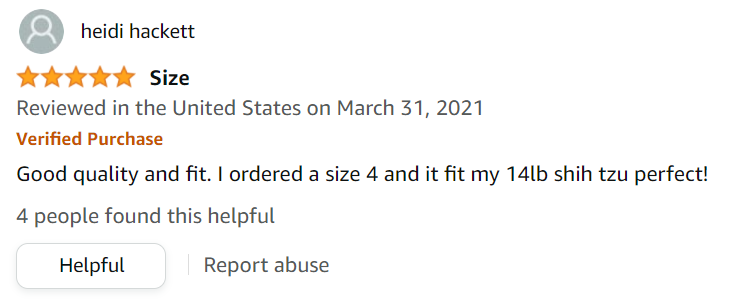 heidi hackett
Size
Reviewed in the United States on March 31, 2021
Verified Purchase
Good quality and fit. I ordered a size 4 and it fit my 14lb shih tzu perfect!
4 people found this helpful
Helpful
Report abuse